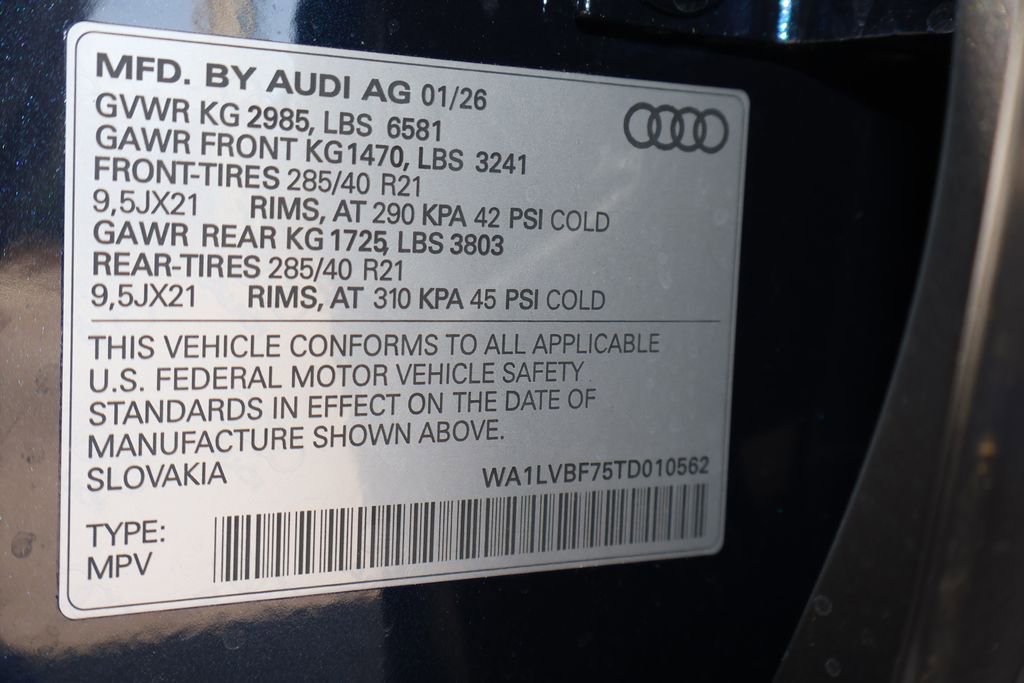 MFD. BY AUDI AG 01/26
GVWR KG 2985, LBS 6581
GAWR FRONT KG1470, LBS 3241
FRONT-TIRES 285/40 R21
9,5JX21 RIMS, AT 290 KPA 42 PSI COLD
GAWR REAR KG1725, LBS 3803
REAR-TIRES 285/40 R21
9,5JX21 RIMS, AT 310 KPA 45 PSI COLD
THIS VEHICLE CONFORMS TO ALL APPLICABLE
U.S. FEDERAL MOTOR VEHICLE SAFETY
STANDARDS IN EFFECT ON THE DATE OF
MANUFACTURE SHOWN ABOVE.
SLOVAKIA WA1LVBF75TD010562
TYPE:
MPV